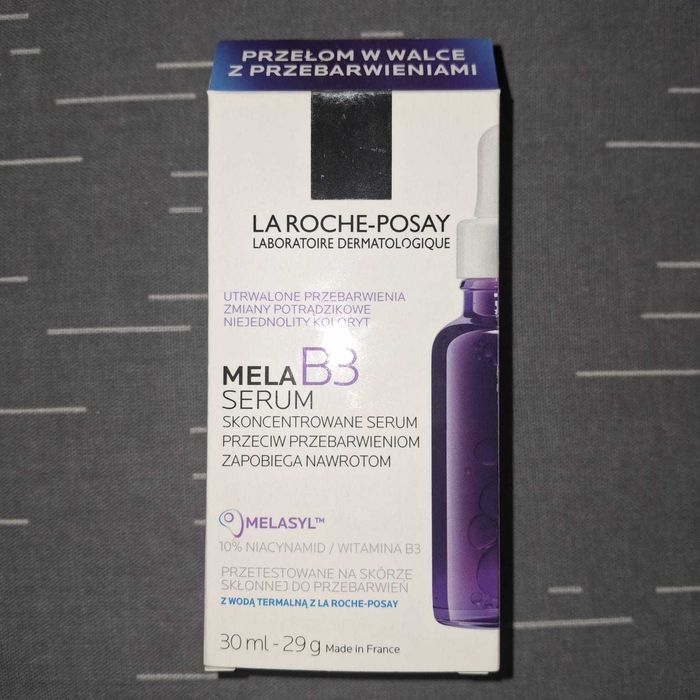 PRZEŁOM W WALCE
Z PRZEBARWIENIAMI
LA ROCHE-POSAY
LABORATOIRE DERMATOLOGIQUE
UTRWALONE PRZEBARWIENIA
ZMIANY POTRĄDZIKOWE
NIEJEDNOLITY KOLORYT
MELA B3
SERUM
SKONCENTROWANE SERUM
PRZECIW PRZEBARWIENIOM
ZAPOBIEGA NAWROTOM
MELASYL™
10% NIACYNAMID / WITAMINA B3
PRZETESTOWANE NA SKÓRZE
SKŁONNEJ DO PRZEBARWIEŃ
Z WODĄ TERMALNĄ Z LA ROCHE-POSAY
30 ml - 29 g Made in France